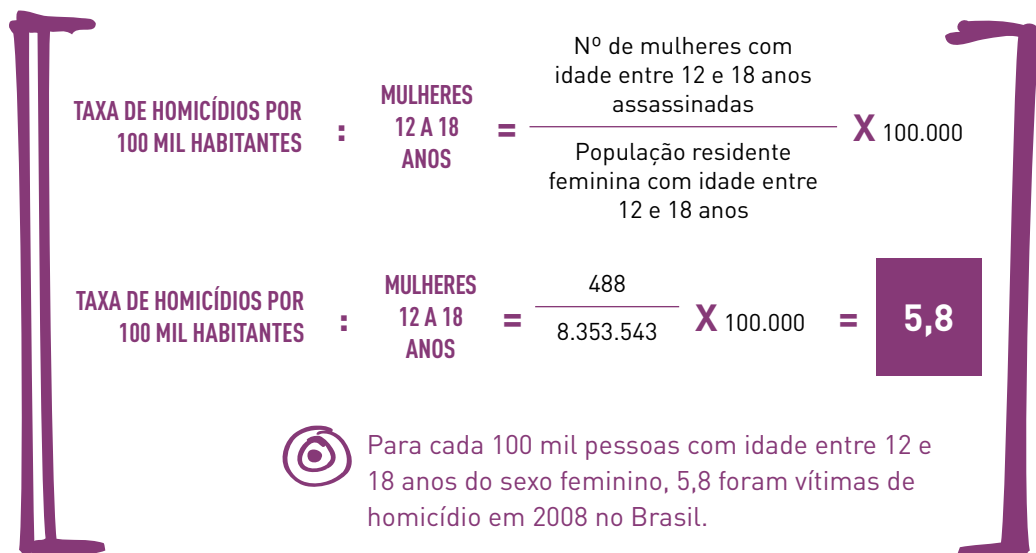 TAXA DE HOMICÍDIOS POR
100 MIL HABITANTES
:
MULHERES
12 A 18
ANOS
=
Nº de mulheres com
idade entre 12 e 18 anos
assassinadas
População residente
feminina com idade entre
12 e 18 anos
X 100.000
TAXA DE HOMICÍDIOS POR
100 MIL HABITANTES
:
MULHERES
12 A 18
ANOS
=
488
8.353.543
X 100.000
=
5,8
Para cada 100 mil pessoas com idade entre 12 e
18 anos do sexo feminino, 5,8 foram vítimas de
homicídio em 2008 no Brasil.